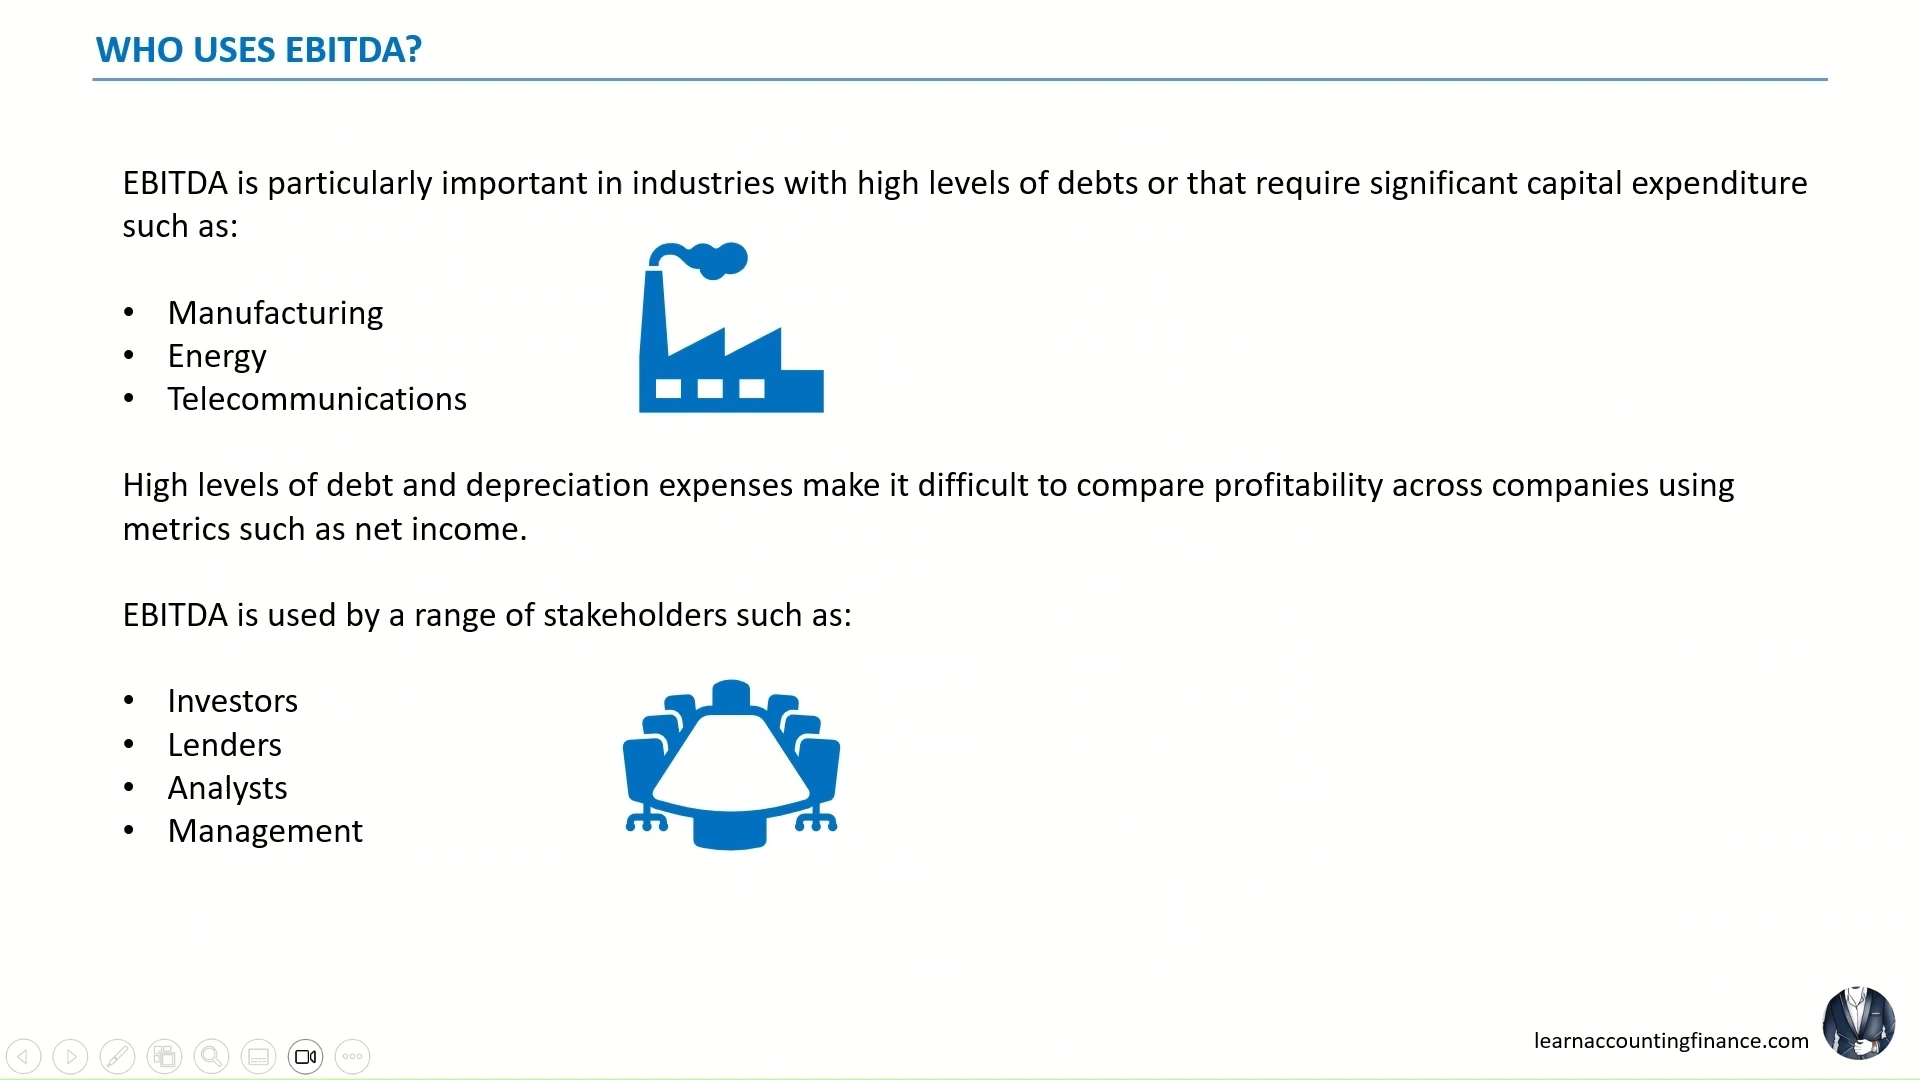 WHO USES EBITDA?
EBITDA is particularly important in industries with high levels of debts or that require significant capital expenditure
such as:
• Manufacturing
• Energy
• Telecommunications
High levels of debt and depreciation expenses make it difficult to compare profitability across companies using
metrics such as net income.
EBITDA is used by a range of stakeholders such as:
• Investors
• Lenders
• Analysts
• Management
learnaccountingfinance.com